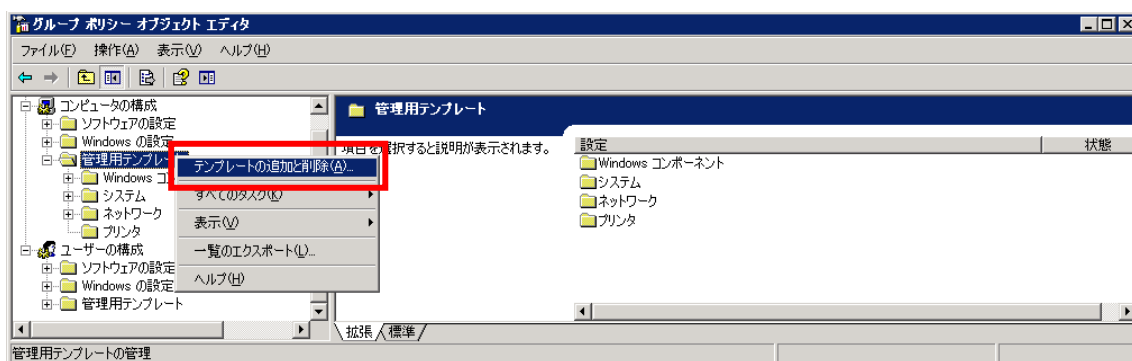 グループ ポリシー オブジェクト エディタ
ファイル(F) 操作(A) 表示(V) ヘルプ(H)
コンピュータの構成
ソフトウェアの設定
Windows の設定
管理用テンプレ
Windows コ
システム
ネットワーク
プリンタ
ユーザーの構成
ソフトウェアの設定
Windows の設定
管理用テンプレート
テンプレートの追加と削除(A)...
すべてのタスク(K)
表示(V)
一覧のエクスポート(L)...
ヘルプ(H)
管理用テンプレート
項目を選択すると説明が表示されます。
設定 状態
Windows コンポーネント
システム
ネットワーク
プリンタ
拡張 標準
管理用テンプレートの管理